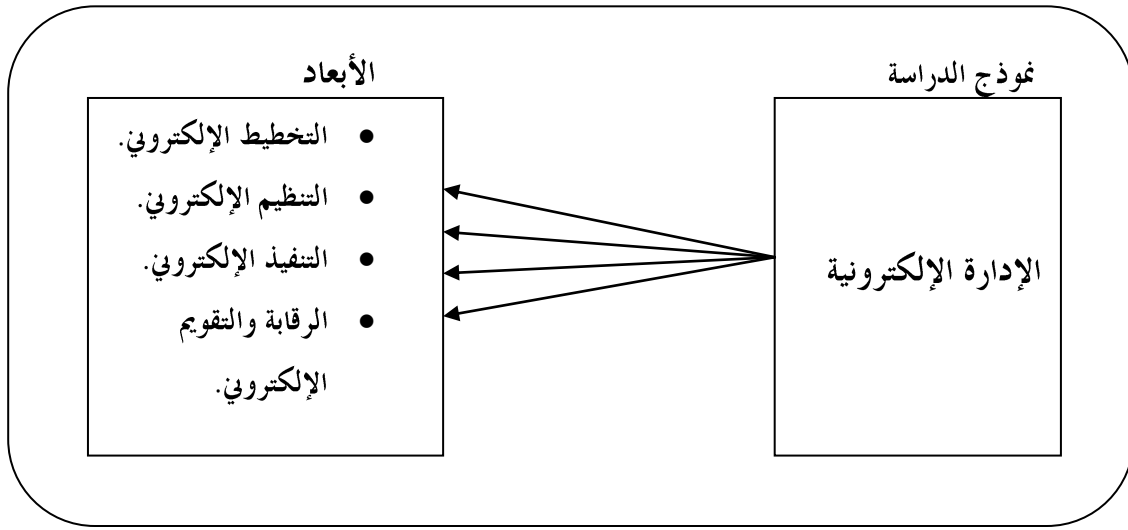 نموذج الدراسة
الإدارة الإلكترونية
الأبعاد
• التخطيط الإلكتروني.
• التنظيم الإلكتروني.
• التنفيذ الإلكتروني.
• الرقابة والتقويم
الإلكتروني.